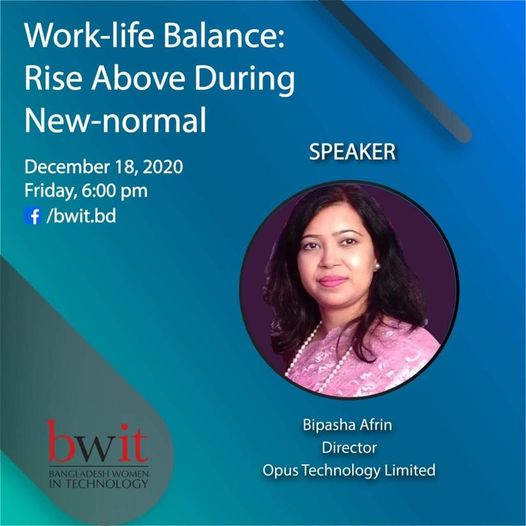 Work-life Balance:
Rise Above During
New-normal
December 18, 2020
Friday, 6:00 pm
f /bwit.bd
SPEAKER
Bipasha Afrin
Director
Opus Technology Limited
bwit
BANGLADESH WOMEN
IN TECHNOLOGY